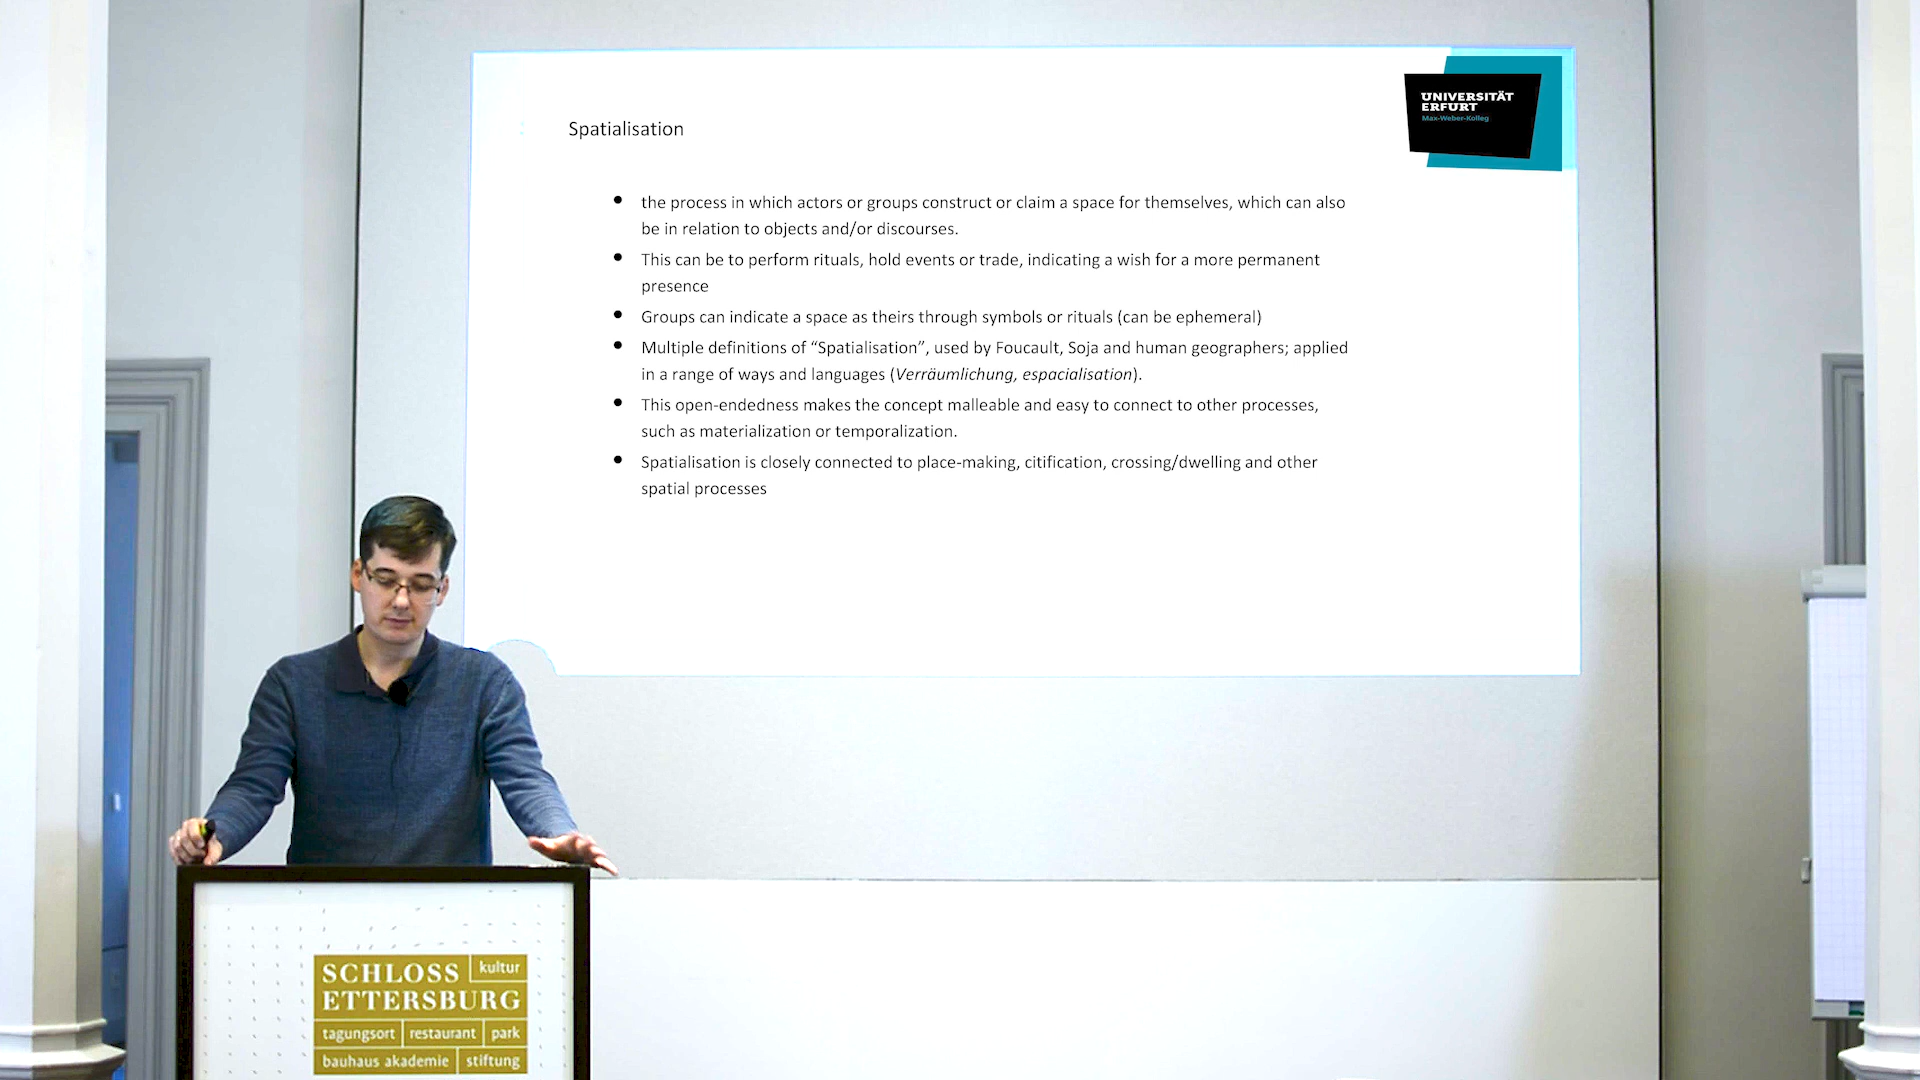 UNIVERSITÄT
ERFURT
Max-Weber-Kolleg
Spatialisation
the process in which actors or groups construct or claim a space for themselves, which can also
be in relation to objects and/or discourses.
This can be to perform rituals, hold events or trade, indicating a wish for a more permanent
presence
Groups can indicate a space as theirs through symbols or rituals (can be ephemeral)
Multiple definitions of “Spatialisation”, used by Foucault, Soja and human geographers; applied
in a range of ways and languages (Verräumlichung, espacialisation).
This open-endedness makes the concept malleable and easy to connect to other processes,
such as materialization or temporalization.
Spatialisation is closely connected to place-making, citification, crossing/dwelling and other
spatial processes
SCHLOSS kultur
ETTERSBURG
tagungsort restaurant park
bauhaus akademie stiftung